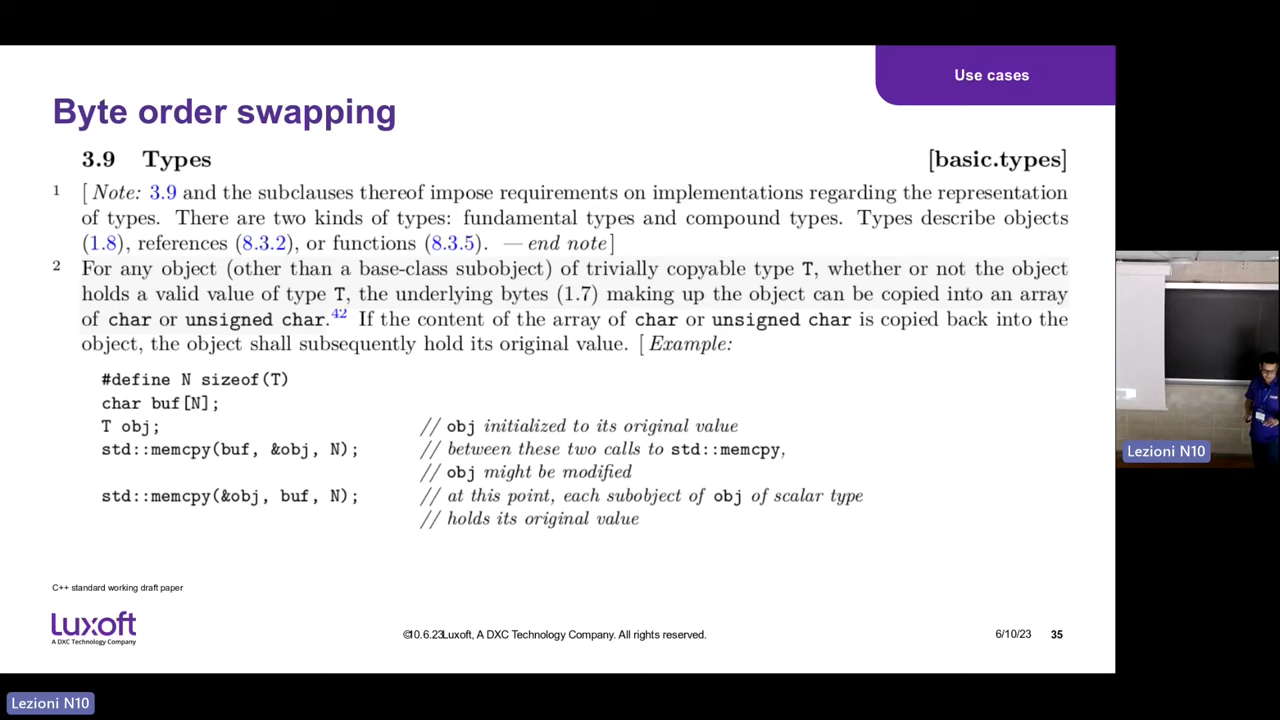 Use cases
Byte order swapping
3.9 Types [basic.types]
1 [ Note: 3.9 and the subclauses thereof impose requirements on implementations regarding the representation
of types. There are two kinds of types: fundamental types and compound types. Types describe objects
(1.8), references (8.3.2), or functions (8.3.5). — end note ]
2 For any object (other than a base-class subobject) of trivially copyable type T, whether or not the object
holds a valid value of type T, the underlying bytes (1.7) making up the object can be copied into an array
of char or unsigned char.42 If the content of the array of char or unsigned char is copied back into the
object, the object shall subsequently hold its original value. [ Example:
#define N sizeof(T)
char buf[N];
T obj; // obj initialized to its original value
std::memcpy(buf, &obj, N); // between these two calls to std::memcpy,
// obj might be modified
std::memcpy(&obj, buf, N); // at this point, each subobject of obj of scalar type
// holds its original value
C++ standard working draft paper
Luxoft
A DXC Technology Company
©10.6.23Luxoft, A DXC Technology Company. All rights reserved.
6/10/23 35
Lezioni N10
Lezioni N10